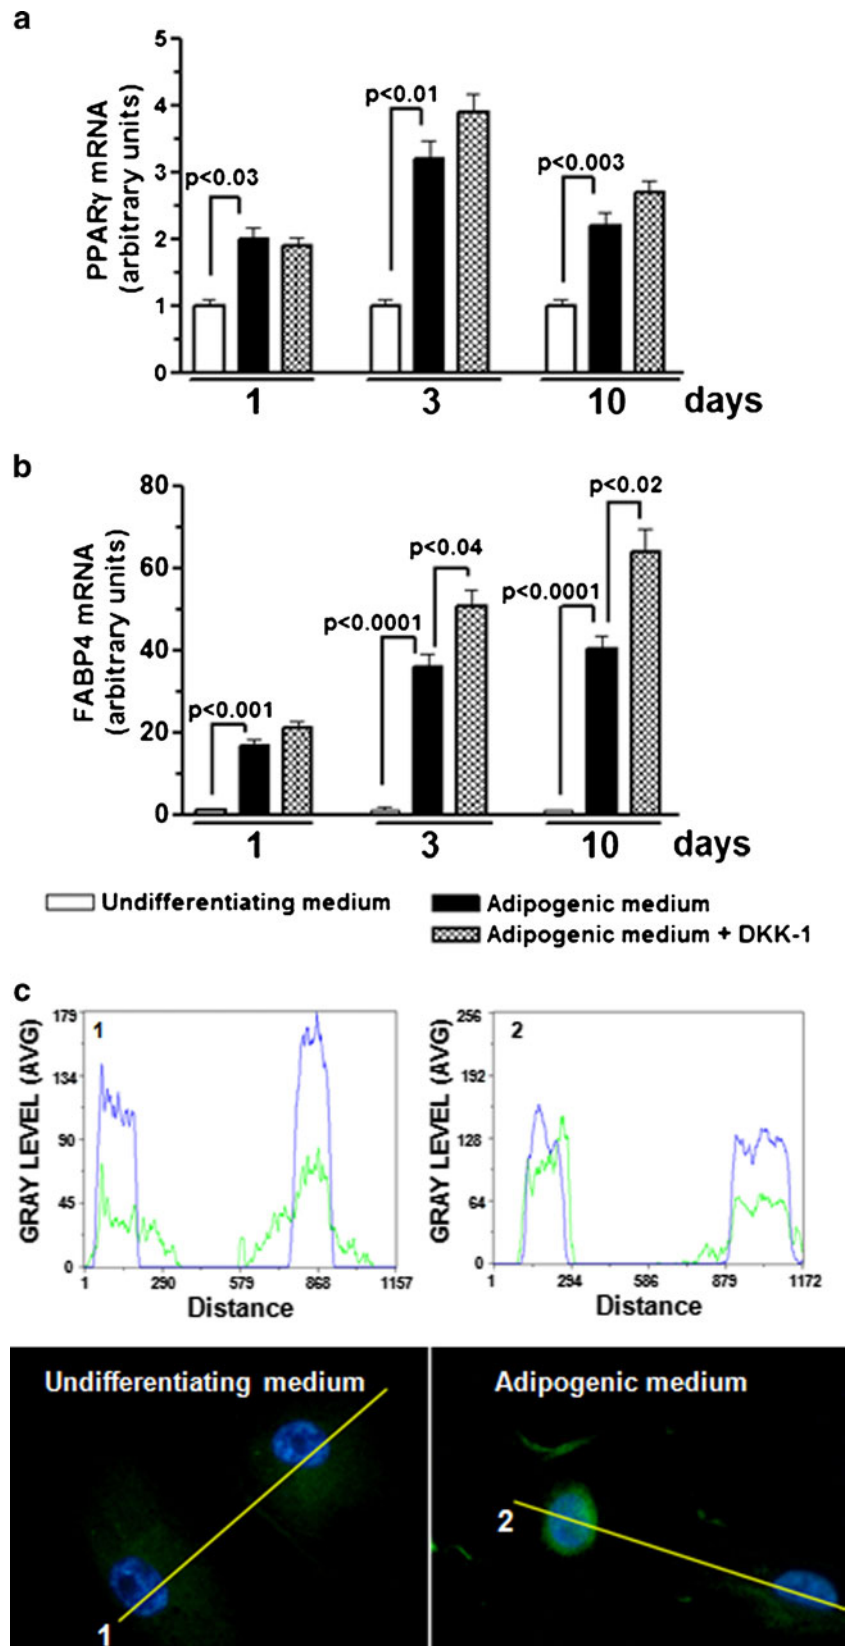 a
5
4
3
2
1
0
PPARγ mRNA
(arbitrary units)
p<0.03
p<0.01
p<0.003
1 3 10 days
b
80
60
40
20
0
FABP4 mRNA
(arbitrary units)
p<0.001
p<0.0001
p<0.04
p<0.0001
p<0.02
1 3 10 days
Undifferentiating medium
Adipogenic medium
Adipogenic medium + DKK-1
c
1
179
134
90
45
0
GRAY LEVEL (AVG)
1 290 579 868 1157
Distance
2
256
192
128
64
0
GRAY LEVEL (AVG)
1 294 586 879 1172
Distance
Undifferentiating medium
1
Adipogenic medium
2